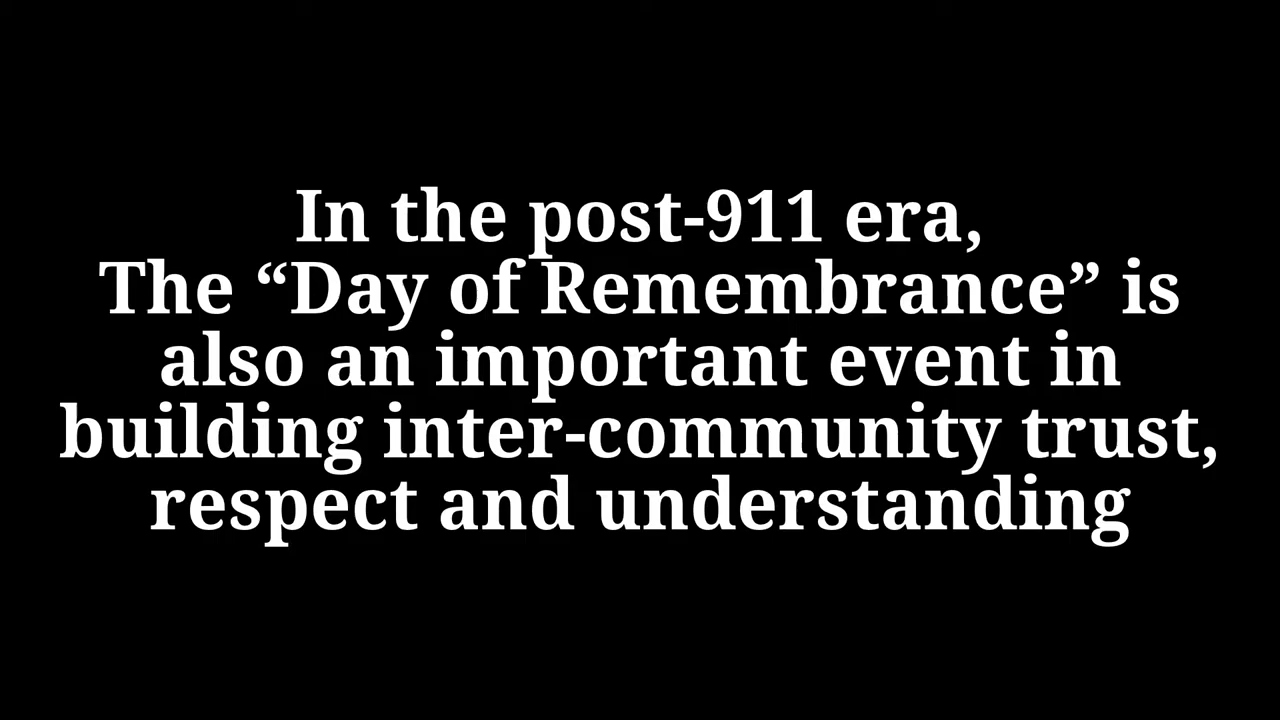 In the post-911 era,
The “Day of Remembrance” is
also an important event in
building inter-community trust,
respect and understanding